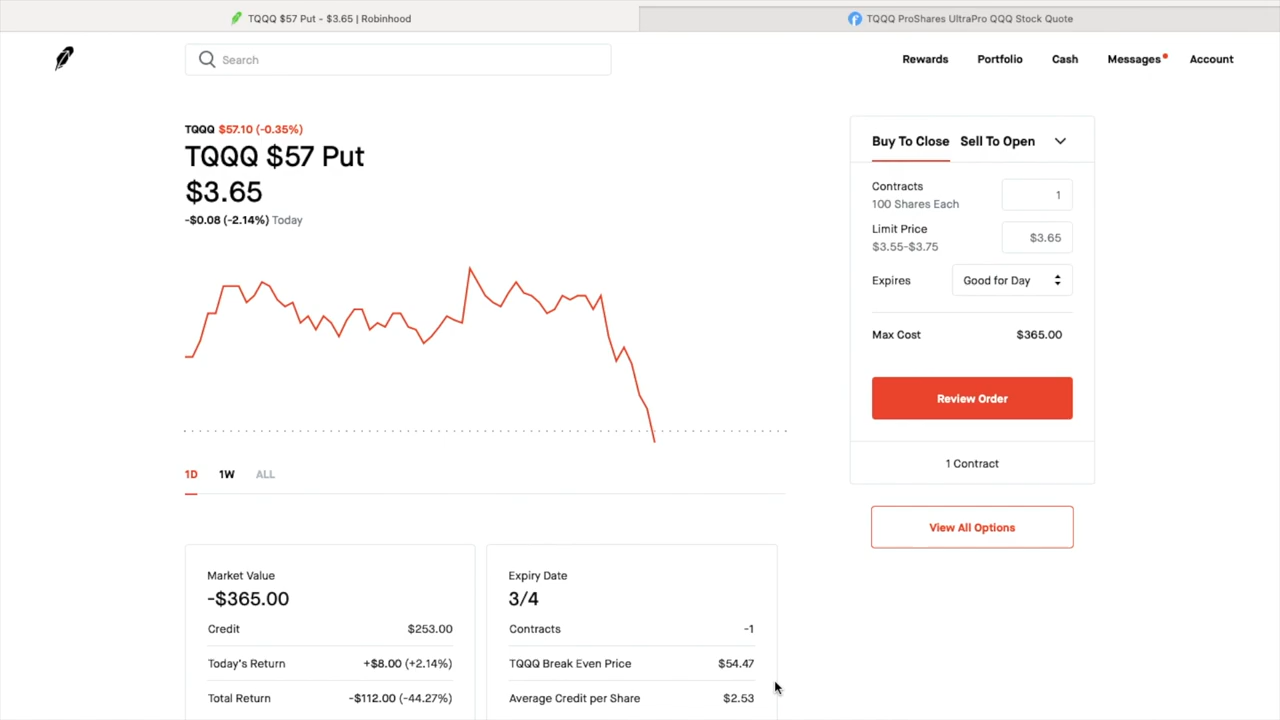 TQQQ $57 Put - $3.65 | Robinhood
TQQQ ProShares UltraPro QQQ Stock Quote
Search
Rewards
Portfolio
Cash
Messages
Account
TQQQ $57.10 (-0.35%)
TQQQ $57 Put
$3.65
-$0.08 (-2.14%) Today
1D
1W
ALL
Buy To Close
Sell To Open
Contracts
100 Shares Each
1
Limit Price
$3.55-$3.75
$3.65
Expires
Good for Day
Max Cost
$365.00
Review Order
1 Contract
View All Options
Market Value
-$365.00
Credit
$253.00
Today's Return
+$8.00 (+2.14%)
Total Return
-$112.00 (-44.27%)
Expiry Date
3/4
Contracts
-1
TQQQ Break Even Price
$54.47
Average Credit per Share
$2.53